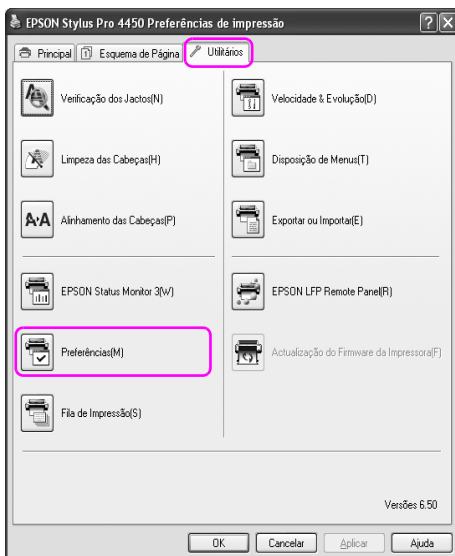 EPSON Stylus Pro 4450 Preferências de impressão
Principal Esquema de Página Utilitários
Verificação dos Jactos(N)
Velocidade & Evolução(D)
Limpeza das Cabeças(H)
Disposição de Menus(T)
A:A Alinhamento das Cabeças(P)
Exportar ou Importar(E)
EPSON Status Monitor 3(W)
EPSON LFP Remote Panel(R)
Preferências(M)
Actualização do Firmware da Impressora(F)
Fila de Impressão(S)
Versões 6.50
OK Cancelar Aplicar Ajuda